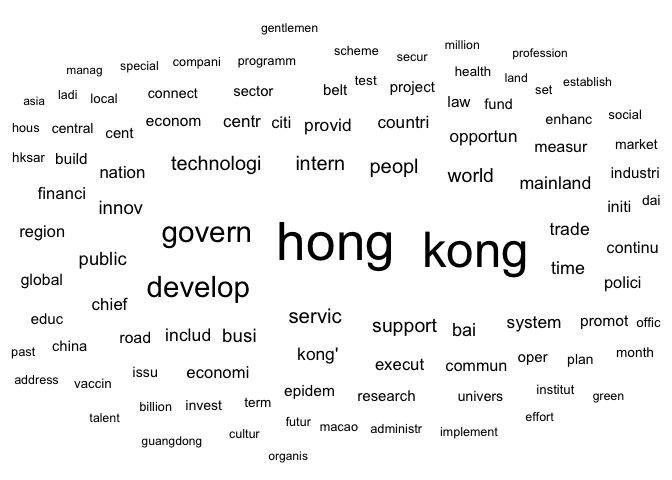 gentlemen
scheme secur million profession
manag special compani programm health land
asia ladi local connect sector belt test project set establish
hous central cent econom centr citi provid countri law fund enhanc social
hksar build nation technologi intern peopl opportun measur market
financi innov world mainland industri
region public govern hong kong trade initi dai
global chief develop time continu
educ servic polici
past china road includ busi support bai system promot offic
address vaccin issu economi kong' execut commun oper plan month
talent billion invest term epidem research univers institut green
guangdong cultur futur macao administr implement effort
organis